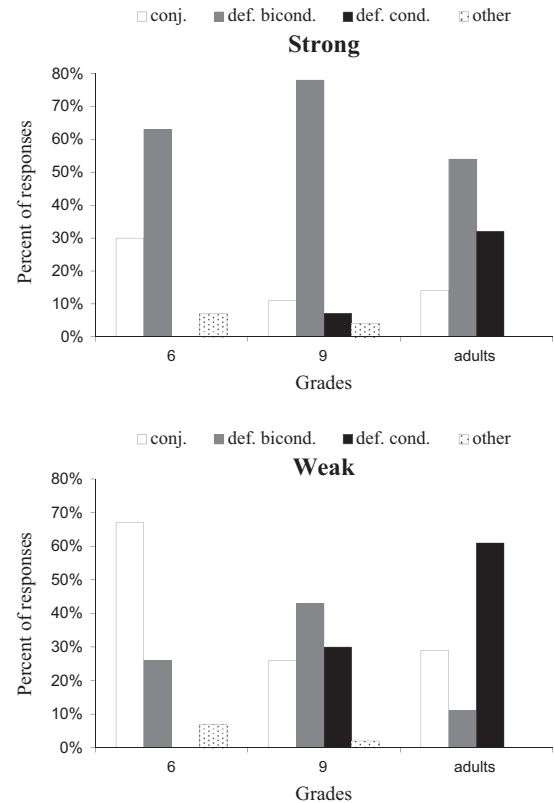 conj. def. bicond. def. cond. other
Strong
80%
70%
60%
50%
40%
30%
20%
10%
0%
Percent of responses
6 9 adults
Grades
conj. def. bicond. def. cond. other
Weak
80%
70%
60%
50%
40%
30%
20%
10%
0%
Percent of responses
6 9 adults
Grades